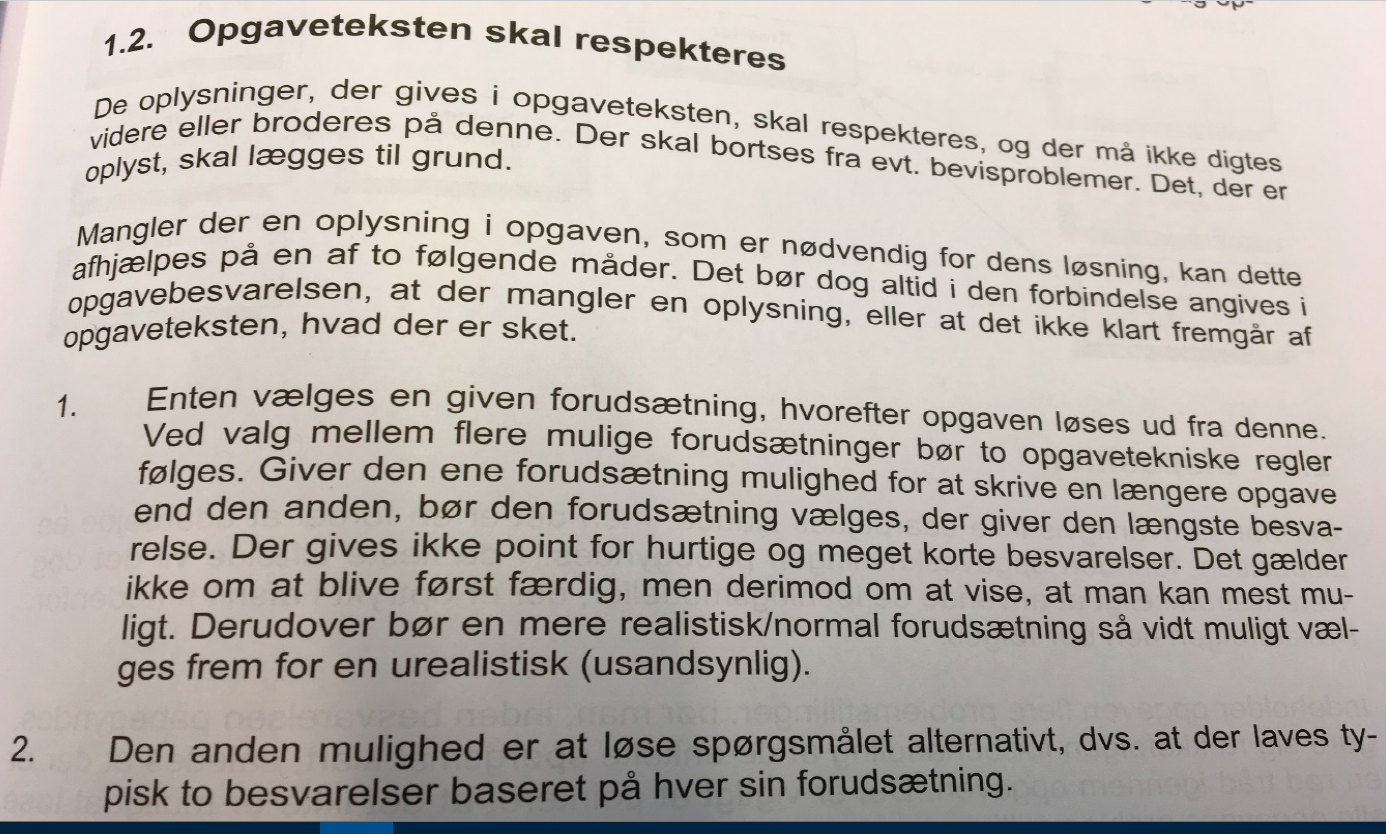 1.2. Opgaveteksten skal respekteres
De oplysninger, der gives i opgaveteksten, skal respekteres, og der må ikke digtes
videre eller broderes på denne. Der skal bortses fra evt. bevisproblemer. Det, der er
oplyst, skal lægges til grund.
Mangler der en oplysning i opgaven, som er nødvendig for dens løsning, kan dette
afhjælpes på en af to følgende måder. Det bør dog altid i den forbindelse angives i
opgavebesvarelsen, at der mangler en oplysning, eller at det ikke klart fremgår af
opgaveteksten, hvad der er sket.
1. Enten vælges en given forudsætning, hvorefter opgaven løses ud fra denne.
Ved valg mellem flere mulige forudsætninger bør to opgavetekniske regler
følges. Giver den ene forudsætning mulighed for at skrive en længere opgave
end den anden, bør den forudsætning vælges, der giver den længste besva-
relse. Der gives ikke point for hurtige og meget korte besvarelser. Det gælder
ikke om at blive først færdig, men derimod om at vise, at man kan mest mu-
ligt. Derudover bør en mere realistisk/normal forudsætning så vidt muligt væl-
ges frem for en urealistisk (usandsynlig).
2. Den anden mulighed er at løse spørgsmålet alternativt, dvs. at der laves ty-
pisk to besvarelser baseret på hver sin forudsætning.